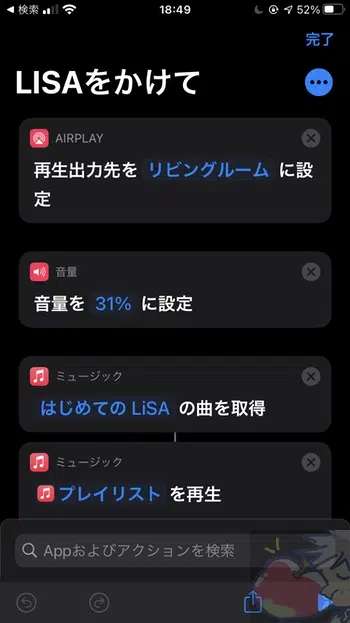 ◀ 検索
18:49
52%
完了
LISAをかけて
AIRPLAY
再生出力先を リビングルーム に設
定
音量
音量を 31% に設定
ミュージック
はじめての LiSA の曲を取得
ミュージック
プレイリスト を再生
Appおよびアクションを検索